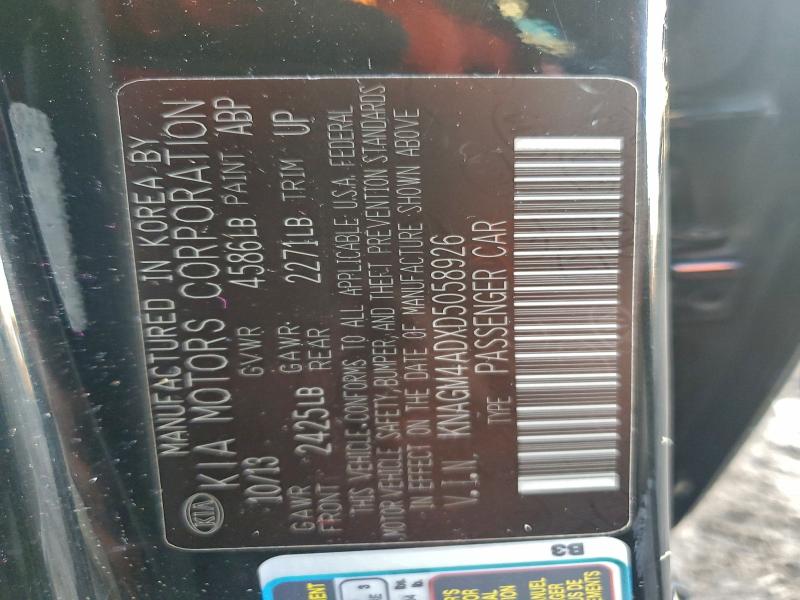 MANUFACTURED IN KOREA BY
KIA KIA MOTORS CORPORATION
10/13 GVWR 4586LB PAINT ABP
GAWR FRONT 2425LB GAWR REAR 2271LB TRIM UP
THIS VEHICLE CONFORMS TO ALL APPLICABLE U.S.A. FEDERAL
MOTOR VEHICLE SAFETY, BUMPER, AND THEFT PREVENTION STANDARDS
IN EFFECT ON THE DATE OF MANUFACTURE SHOWN ABOVE
V.I.N. KNAGM4ADXD5058926
TYPE PASSENGER CAR
B3